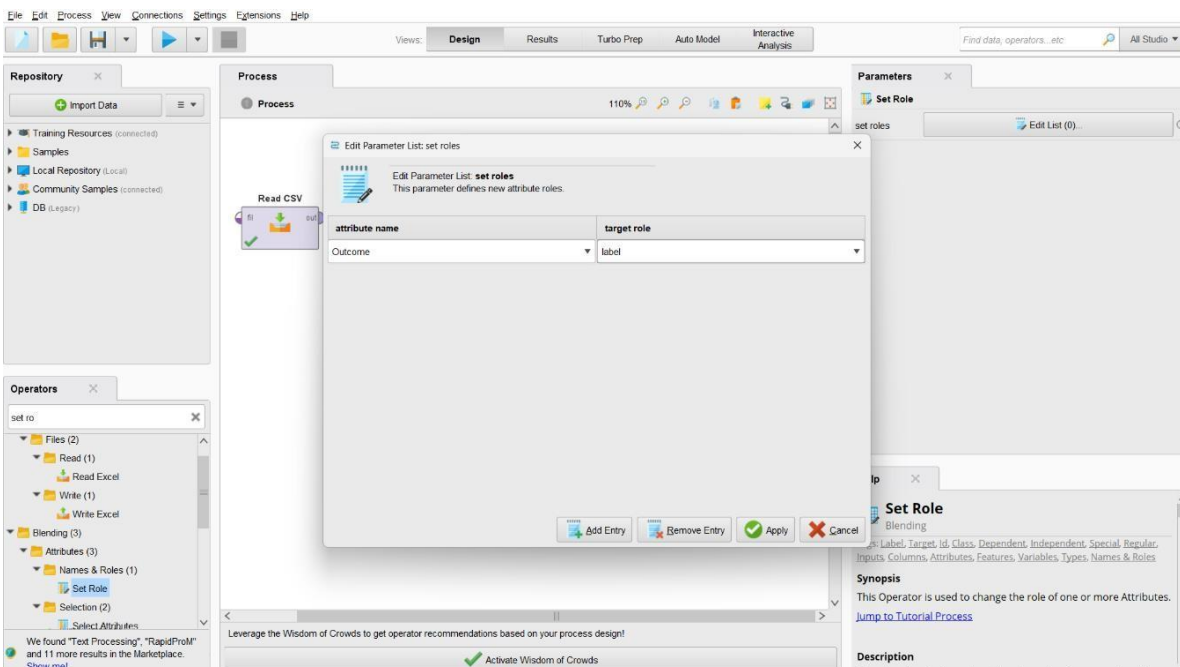 File Edit Process View Connections Settings Extensions Help
Views: Design Results Turbo Prep Auto Model Interactive Analysis
Find data, operators...etc All Studio
Repository
Import Data
Training Resources (connected)
Samples
Local Repository (Local)
Community Samples (connected)
DB (Legacy)
Process
Process
110%
Read CSV
fil out
Parameters
Set Role
set roles Edit List (0)...
Edit Parameter List: set roles
Edit Parameter List: set roles
This parameter defines new attribute roles.
attribute name target role
Outcome label
Add Entry Remove Entry Apply Cancel
Operators
set ro
Files (2)
Read (1)
Read Excel
Write (1)
Write Excel
Blending (3)
Attributes (3)
Names & Roles (1)
Set Role
Selection (2)
Select Attributes
We found "Text Processing", "RapidProM"
and 11 more results in the Marketplace.
Show me!
Leverage the Wisdom of Crowds to get operator recommendations based on your process design!
Activate Wisdom of Crowds
lp
Set Role
Blending
Label, Target, Id, Class, Dependent, Independent, Special, Regular,
Inputs, Columns, Attributes, Features, Variables, Types, Names & Roles
Synopsis
This Operator is used to change the role of one or more Attributes.
Jump to Tutorial Process
Description